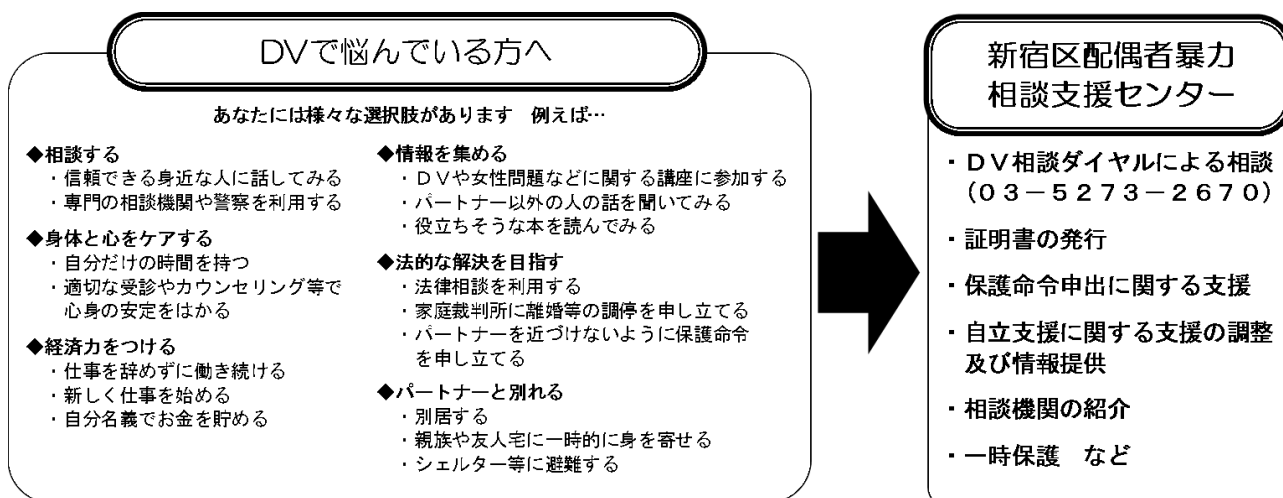 DVで悩んでいる方へ
あなたには様々な選択肢があります　例えば…
◆相談する
・信頼できる身近な人に話してみる
・専門の相談機関や警察を利用する
◆身体と心をケアする
・自分だけの時間を持つ
・適切な受診やカウンセリング等で
心身の安定をはかる
◆経済力をつける
・仕事を辞めずに働き続ける
・新しく仕事を始める
・自分名義でお金を貯める
◆情報を集める
・ＤＶや女性問題などに関する講座に参加する
・パートナー以外の人の話を聞いてみる
・役立ちそうな本を読んでみる
◆法的な解決を目指す
・法律相談を利用する
・家庭裁判所に離婚等の調停を申し立てる
・パートナーを近づけないように保護命令
を申し立てる
◆パートナーと別れる
・別居する
・親族や友人宅に一時的に身を寄せる
・シェルター等に避難する
新宿区配偶者暴力
相談支援センター
・ＤＶ相談ダイヤルによる相談
（０３－５２７３－２６７０）
・証明書の発行
・保護命令申出に関する支援
・自立支援に関する支援の調整
及び情報提供
・相談機関の紹介
・一時保護　など